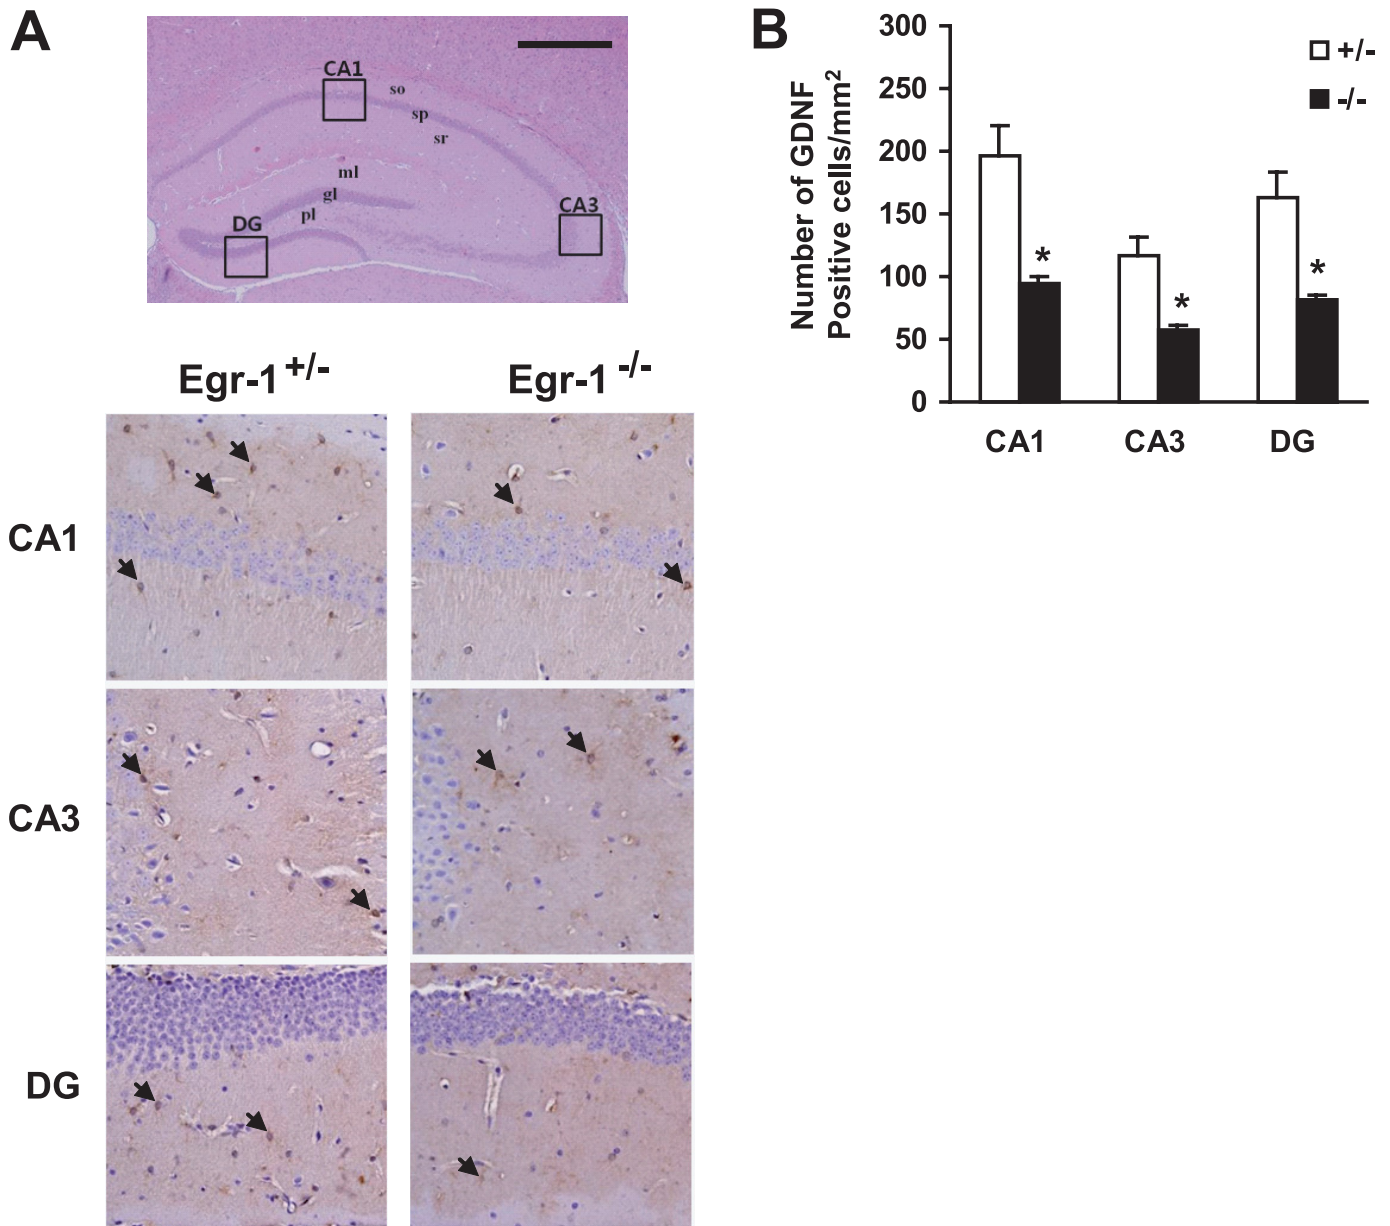 A
CA1
so
sp
sr
ml
gl
pl
DG
CA3
Egr-1 +/-
Egr-1 -/-
CA1
CA3
DG
B
Number of GDNF
Positive cells/mm2
300
250
200
150
100
50
0
+/-
-/-
*
*
*
CA1
CA3
DG